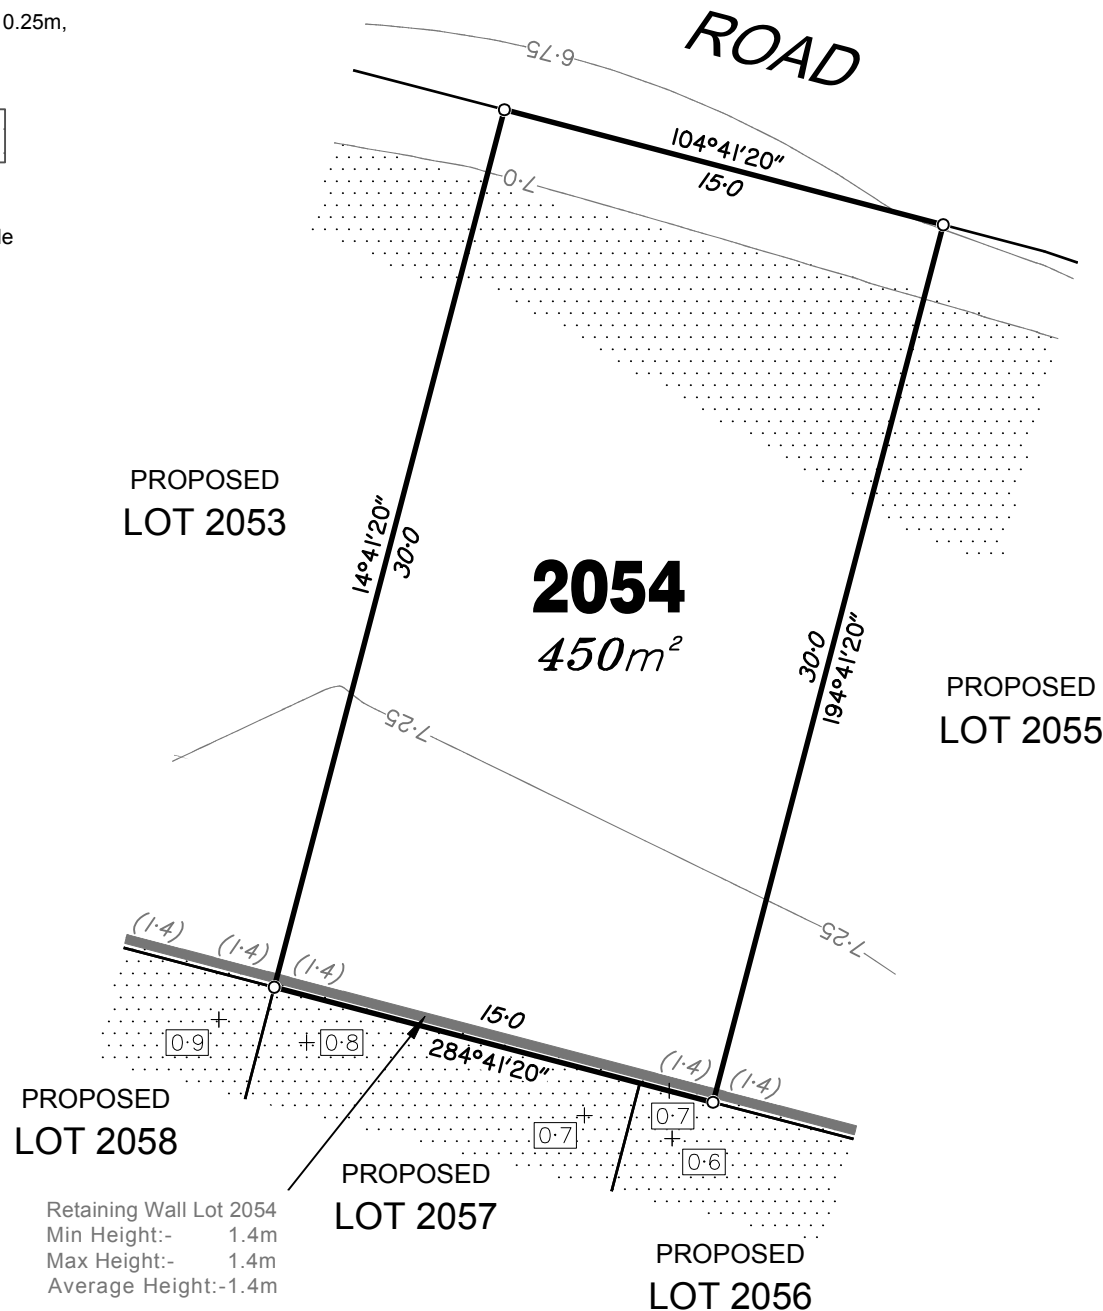 0.25m,
ROAD
6·75
104°41'20"
15·0
7·0
le
PROPOSED
LOT 2053
14°41'20"
30·0
2054
450m²
30·0
194°41'20"
PROPOSED
LOT 2055
7·25
7·25
(1·4)
(1·4)
(1·4)
15·0
284°41'20"
(1·4)
(1·4)
0·9
0·8
0·7
0·7
0·6
PROPOSED
LOT 2058
PROPOSED
LOT 2057
PROPOSED
LOT 2056
Retaining Wall Lot 2054
Min Height:- 1.4m
Max Height:- 1.4m
Average Height:-1.4m